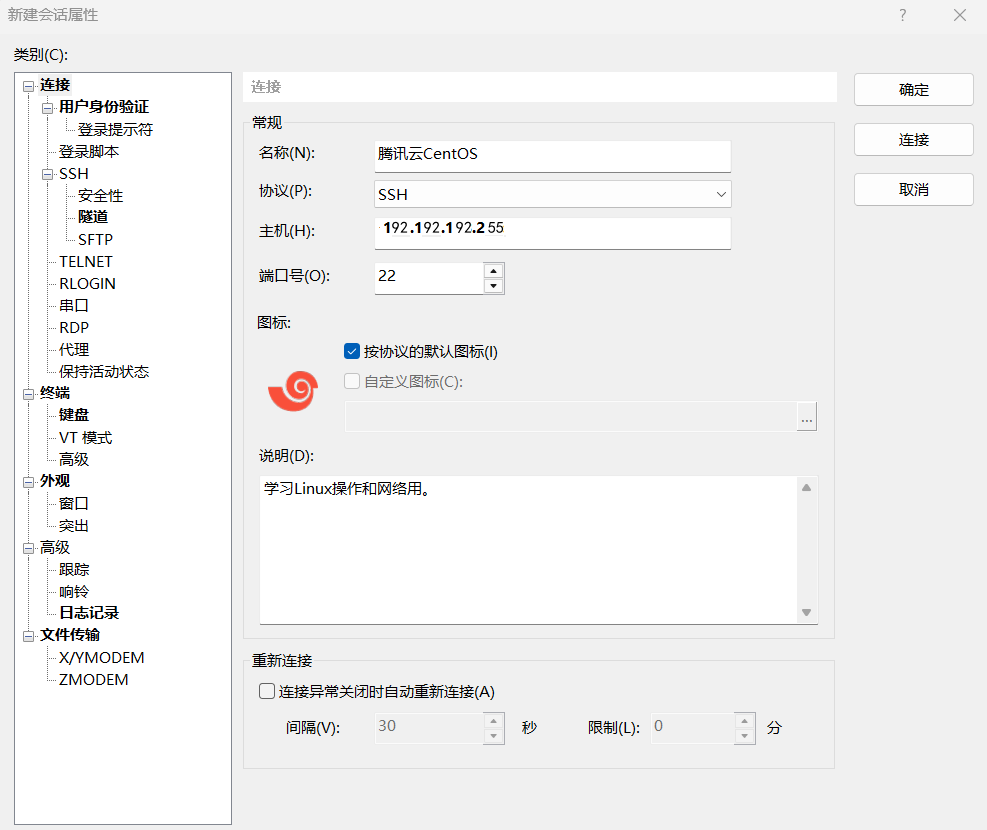 新建会话属性
?
类别(C):
连接
用户身份验证
登录提示符
登录脚本
SSH
安全性
隧道
SFTP
TELNET
RLOGIN
串口
RDP
代理
保持活动状态
终端
键盘
VT 模式
高级
外观
窗口
突出
高级
跟踪
响铃
日志记录
文件传输
X/YMODEM
ZMODEM
连接
常规
名称(N): 腾讯云CentOS
协议(P): SSH
主机(H): 192.192.192.255
端口号(O): 22
图标:
按协议的默认图标(I)
自定义图标(C):
...
说明(D):
学习Linux操作和网络用。
重新连接
连接异常关闭时自动重新连接(A)
间隔(V): 30 秒 限制(L): 0 分
确定
连接
取消